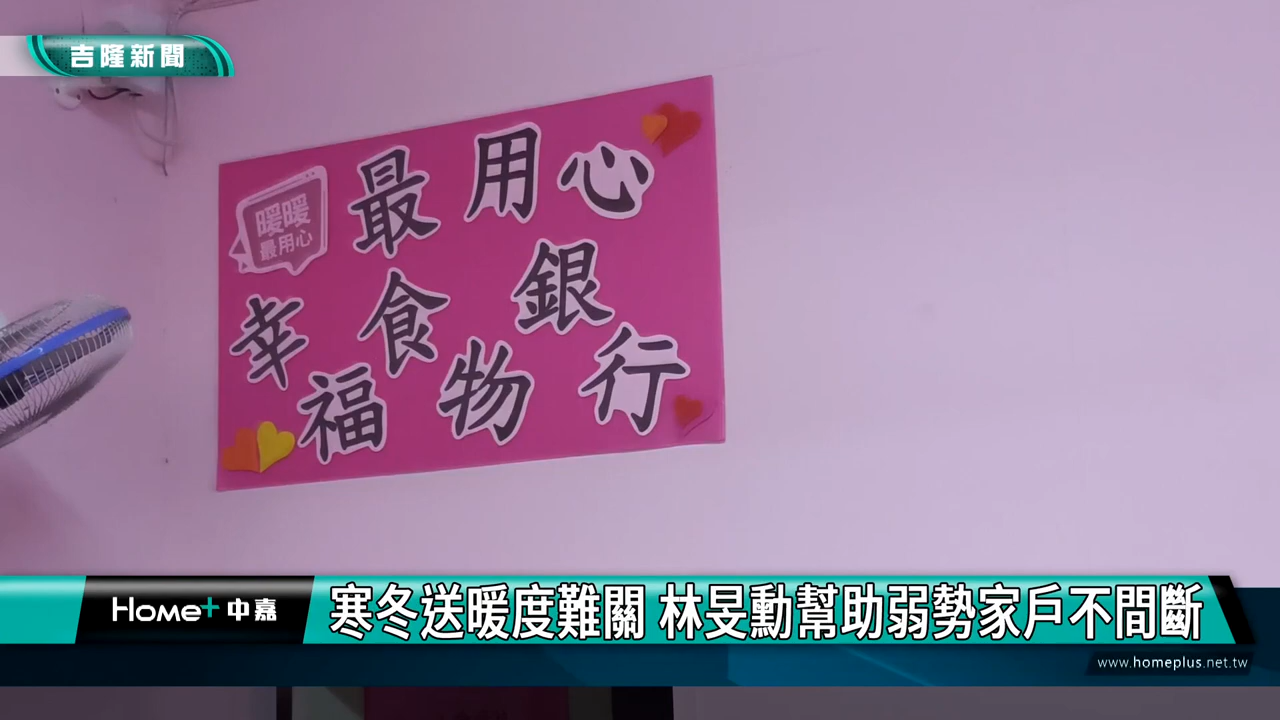 吉隆新聞
暖暖
最用心
最用心
幸福食物銀行
Home+中嘉
寒冬送暖度難關 林旻勳幫助弱勢家戶不間斷
www.homeplus.net.tw